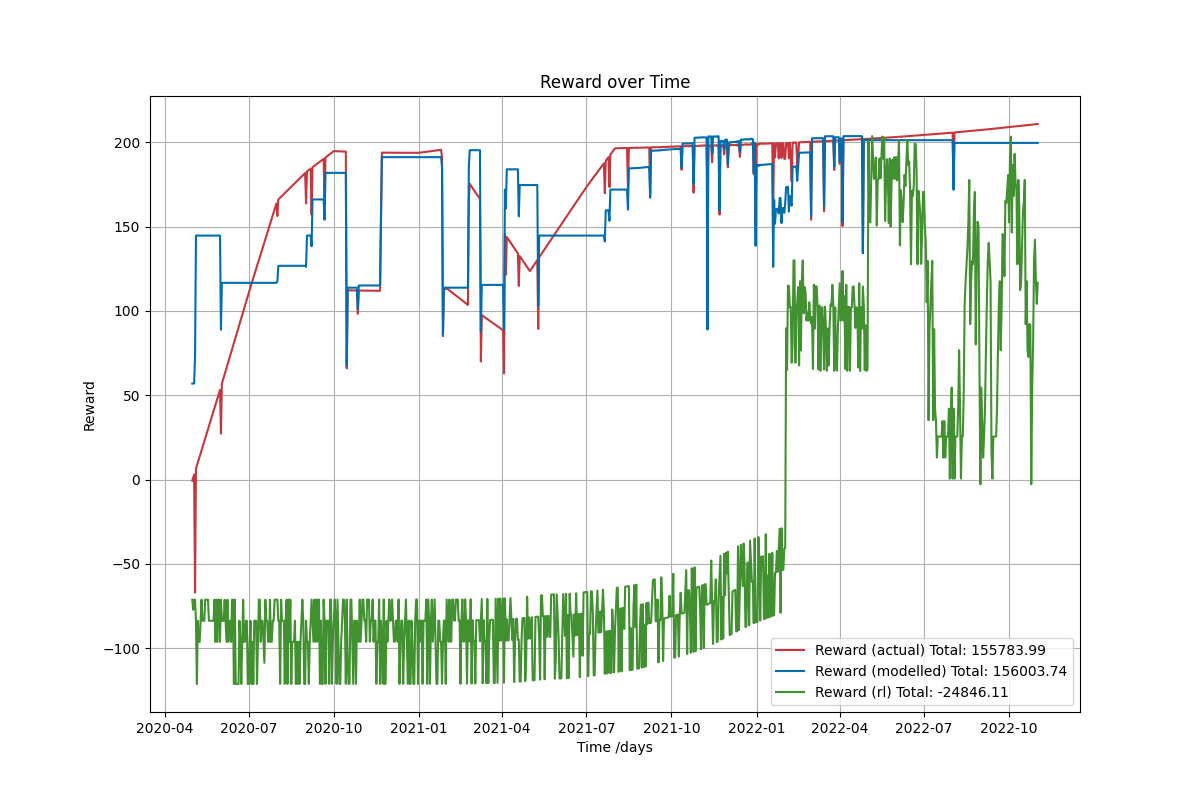 Reward over Time
Reward
200
150
100
50
0
−50
−100
2020-04 2020-07 2020-10 2021-01 2021-04 2021-07 2021-10 2022-01 2022-04 2022-07 2022-10
Time /days
Reward (actual) Total: 155783.99
Reward (modelled) Total: 156003.74
Reward (rl) Total: -24846.11